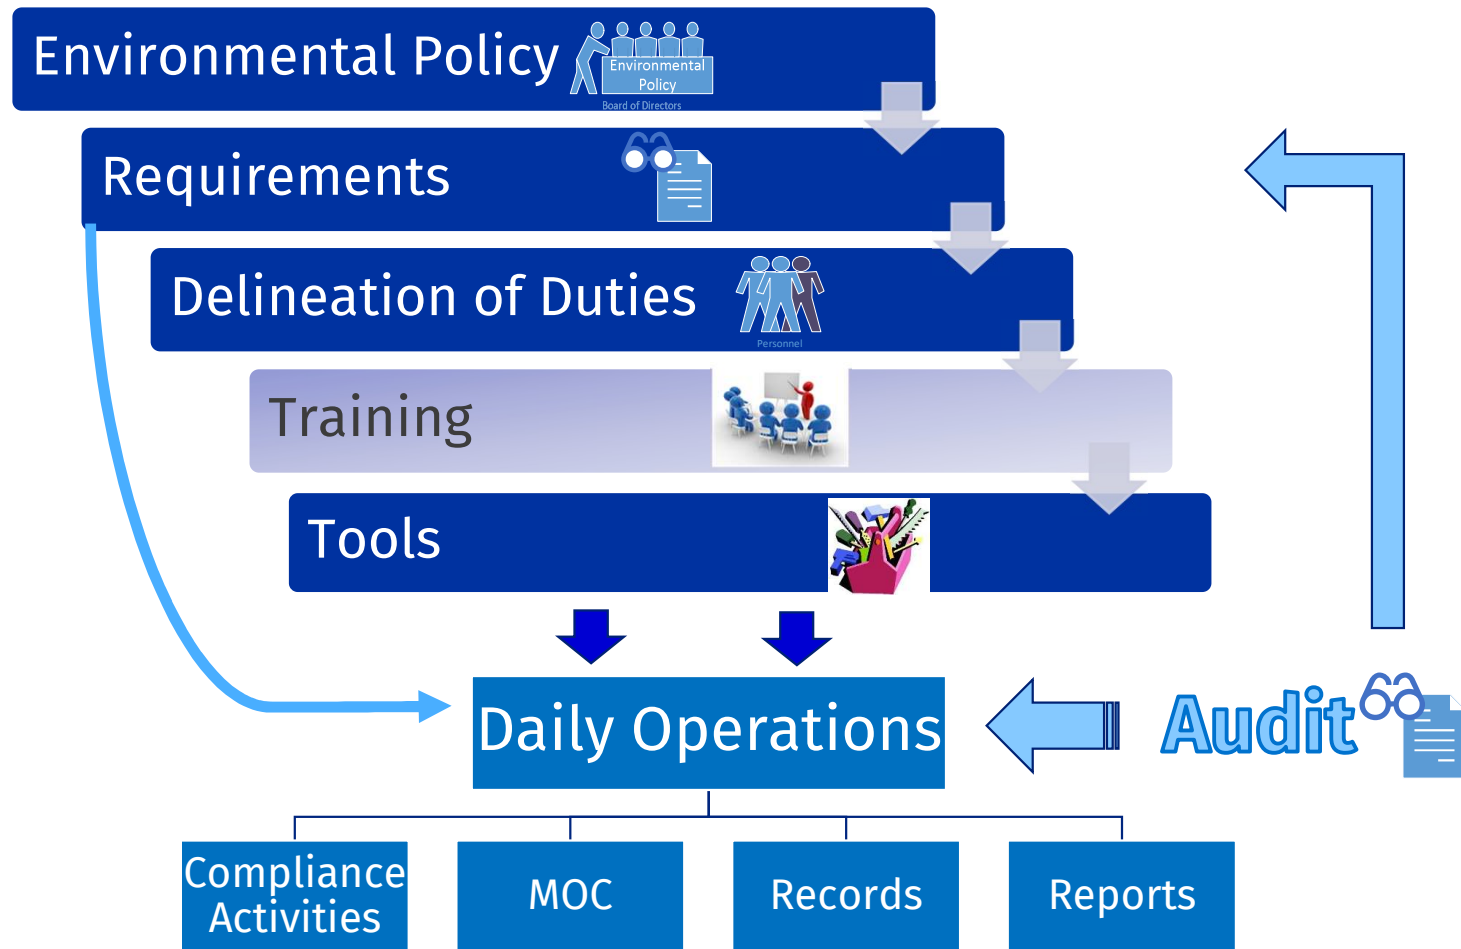 Environmental Policy
Environmental
Policy
Board of Directors
Requirements
Delineation of Duties
Personnel
Training
Tools
Daily Operations
Audit
Compliance
Activities
MOC
Records
Reports